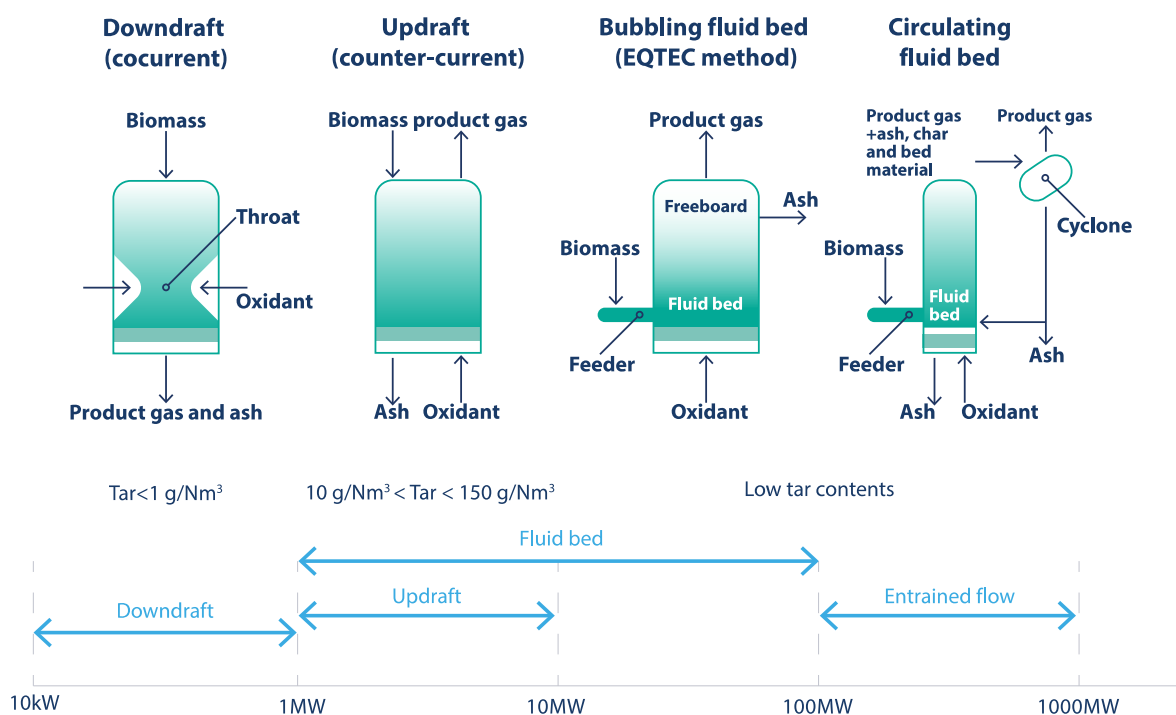 Downdraft
(cocurrent)
Updraft
(counter-current)
Bubbling fluid bed
(EQTEC method)
Circulating
fluid bed
Biomass
Throat
Oxidant
Product gas and ash
Biomass product gas
Ash
Oxidant
Product gas
Freeboard
Ash
Biomass
Fluid bed
Feeder
Oxidant
Product gas
+ash, char
and bed
material
Product gas
Cyclone
Biomass
Fluid
bed
Feeder
Ash
Ash
Oxidant
Tar<1 g/Nm³
10 g/Nm³ < Tar < 150 g/Nm³
Low tar contents
Fluid bed
Downdraft
Updraft
Entrained flow
10kW
1MW
10MW
100MW
1000MW